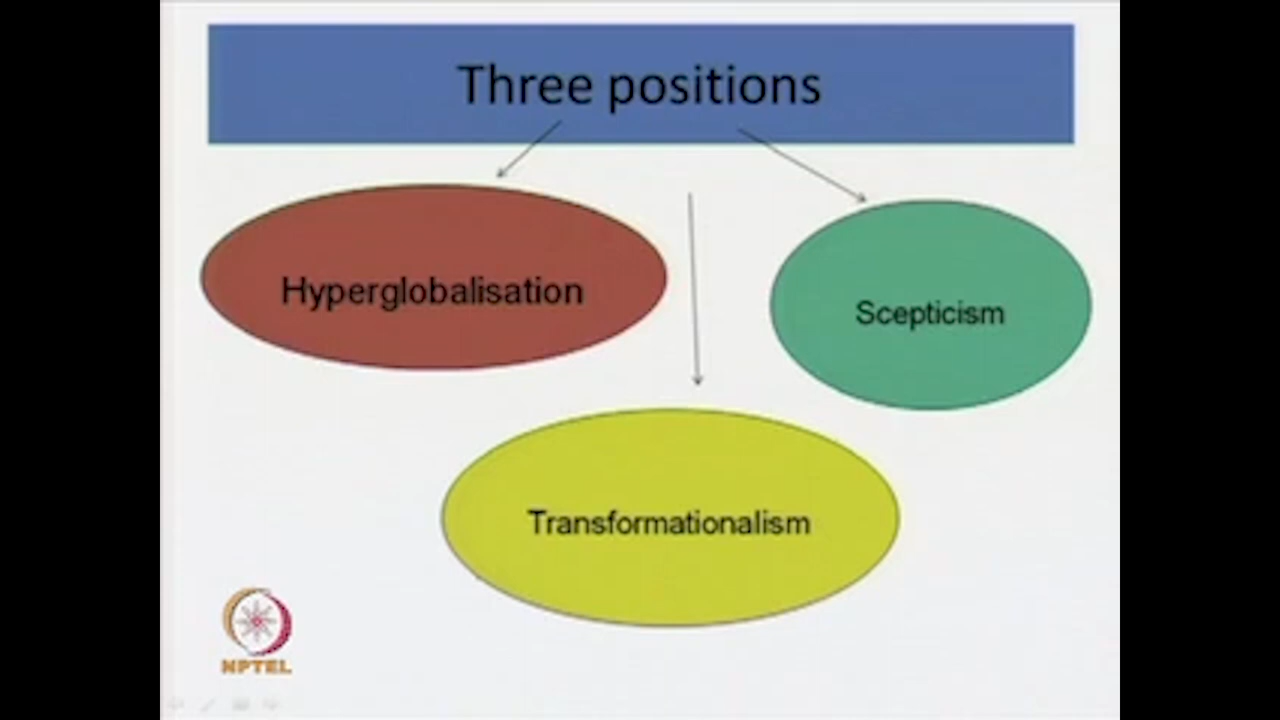 Three positions
Hyperglobalisation
Scepticism
Transformationalism
NPTEL